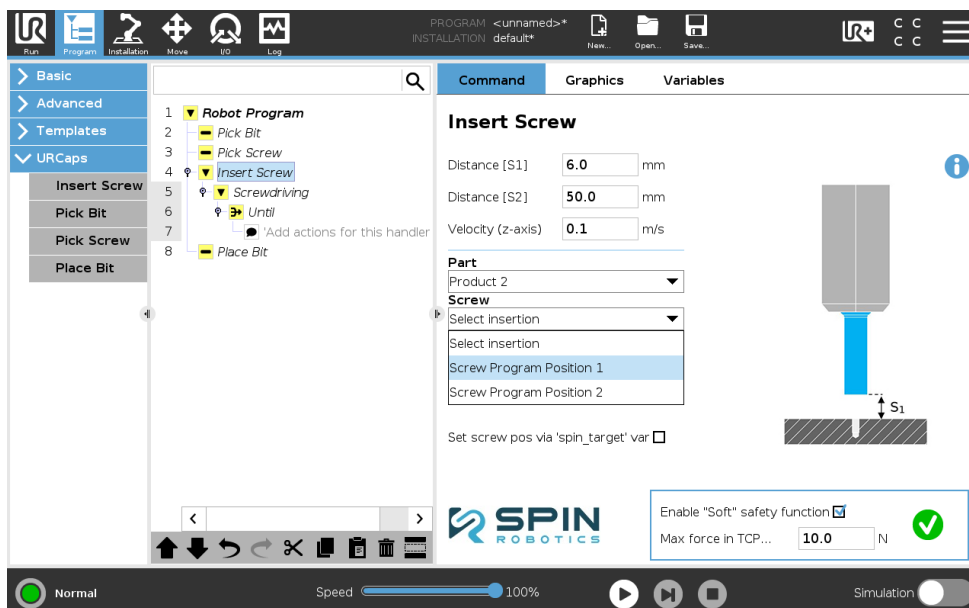 PROGRAM <unnamed>*
INSTALLATION default*
Run
Program
Installation
Move
I/O
Log
New...
Open...
Save...
UR+
C C
C C
Basic
Advanced
Templates
URCaps
Insert Screw
Pick Bit
Pick Screw
Place Bit
1 Robot Program
2 Pick Bit
3 Pick Screw
4 Insert Screw
5 Screwdriving
6 Until
7 'Add actions for this handler
8 Place Bit
Command Graphics Variables
Insert Screw
Distance [S1] 6.0 mm
Distance [S2] 50.0 mm
Velocity (z-axis) 0.1 m/s
Part
Product 2
Screw
Select insertion
Select insertion
Screw Program Position 1
Screw Program Position 2
Set screw pos via 'spin_target' var
S1
SPIN
ROBOTICS
Enable "Soft" safety function
Max force in TCP... 10.0 N
Normal
Speed 100%
Simulation